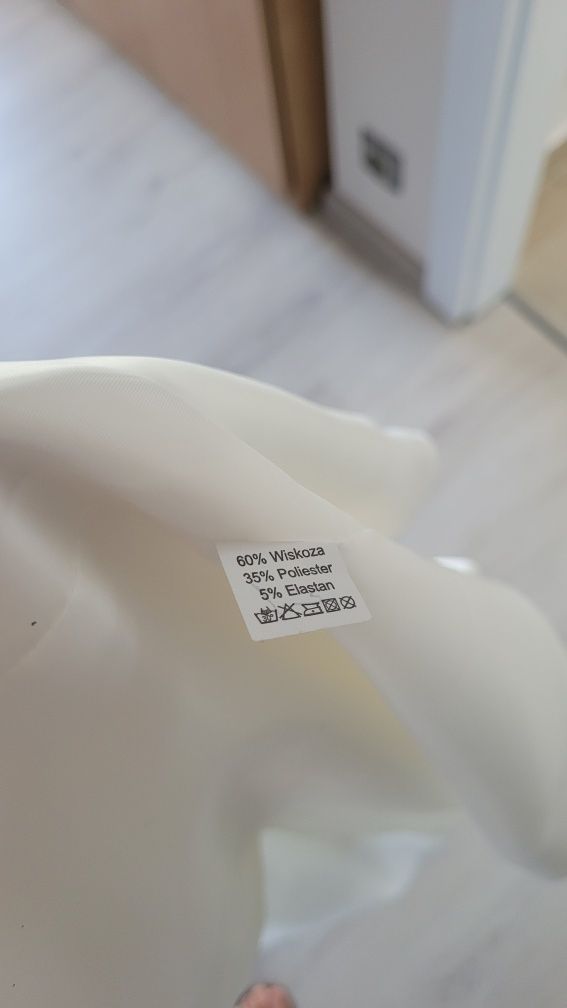 60% Wiskoza
35% Poliester
5% Elastan